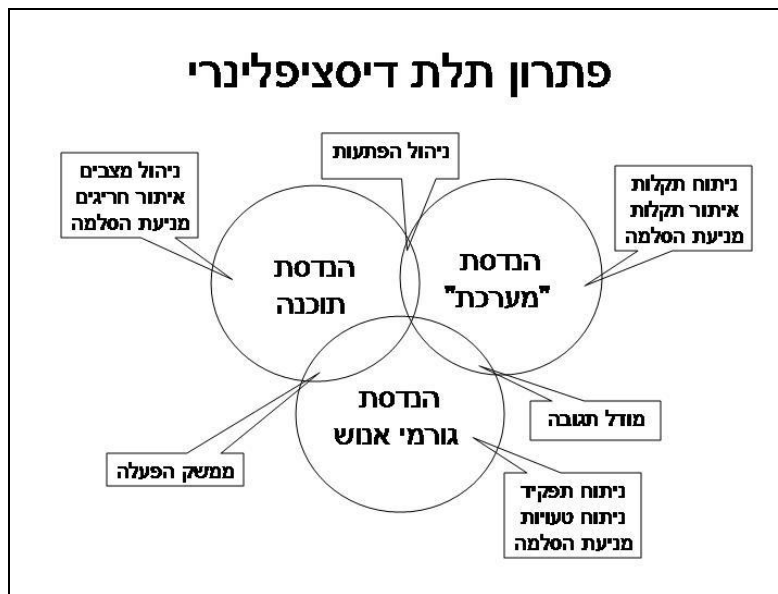 פתרון תלת דיסציפלינרי
ניהול הפתעות
ניתוח תקלות
איתור תקלות
מניעת הסלמה
ניהול מצבים
איתור חריגים
מניעת הסלמה
הנדסת
"מערכת"
הנדסת
תוכנה
הנדסת
גורמי אנוש
מודל תגובה
ממשק הפעלה
ניתוח תפקיד
ניתוח טעויות
מניעת הסלמה